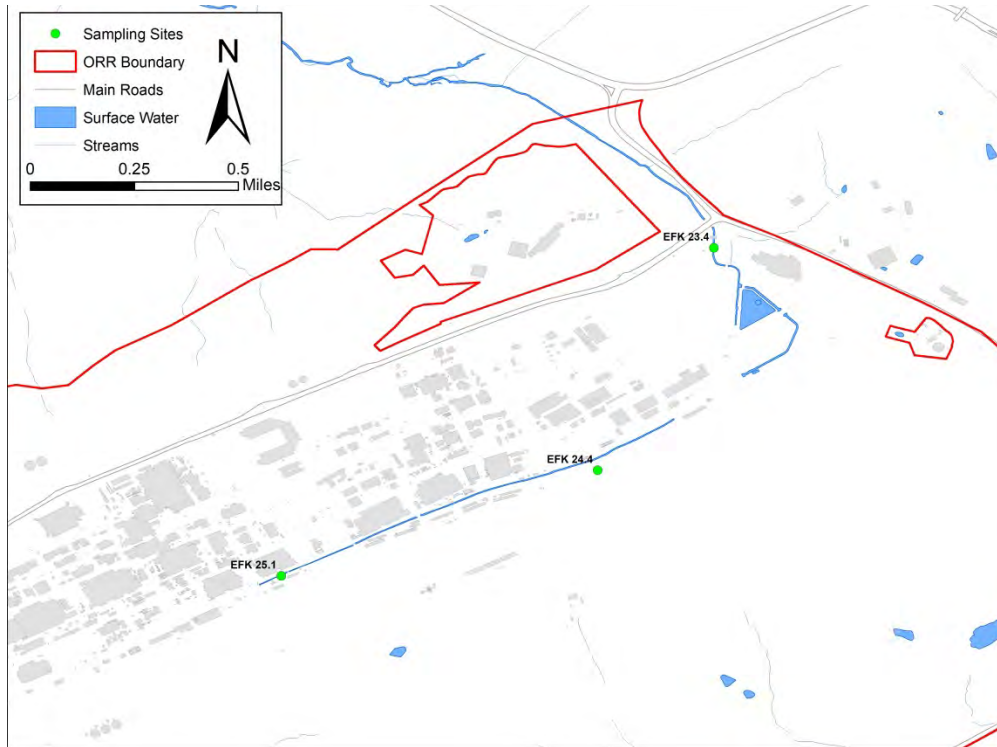 Sampling Sites
ORR Boundary
Main Roads
Surface Water
Streams
N
0 0.25 0.5
Miles
EFK 23.4
EFK 24.4
EFK 25.1